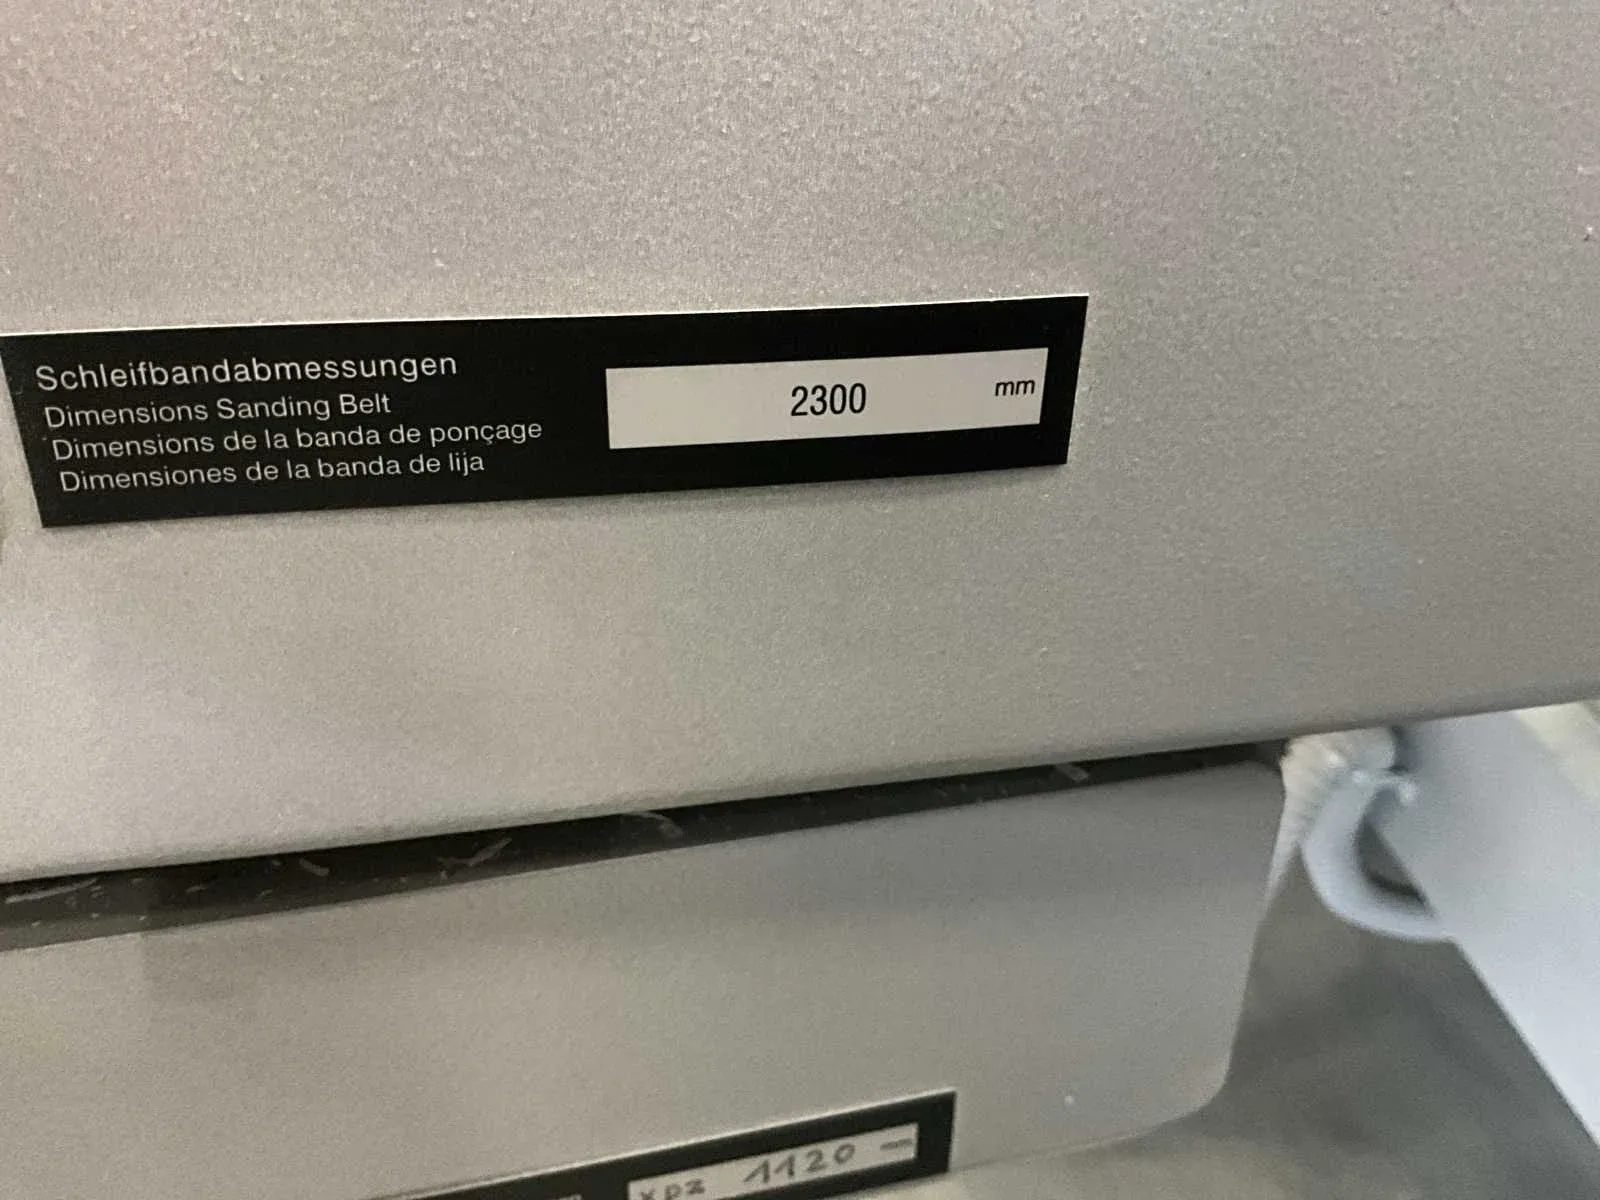 Schleifbandabmessungen
Dimensions Sanding Belt
Dimensions de la banda de ponçage
Dimensiones de la banda de lija
2300 mm
xpz 1120